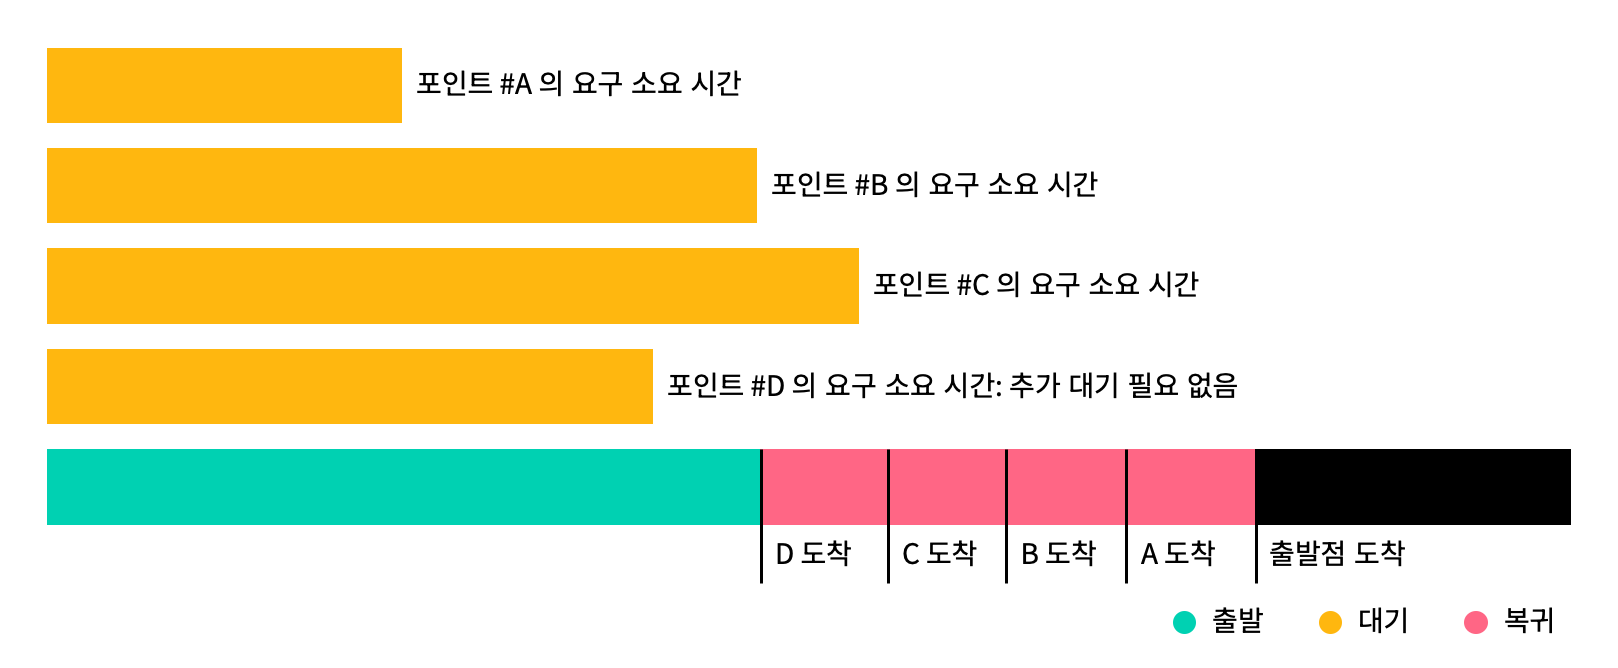 포인트 #A 의 요구 소요 시간
포인트 #B 의 요구 소요 시간
포인트 #C 의 요구 소요 시간
포인트 #D 의 요구 소요 시간: 추가 대기 필요 없음
D 도착 C 도착 B 도착 A 도착 출발점 도착
출발 대기 복귀